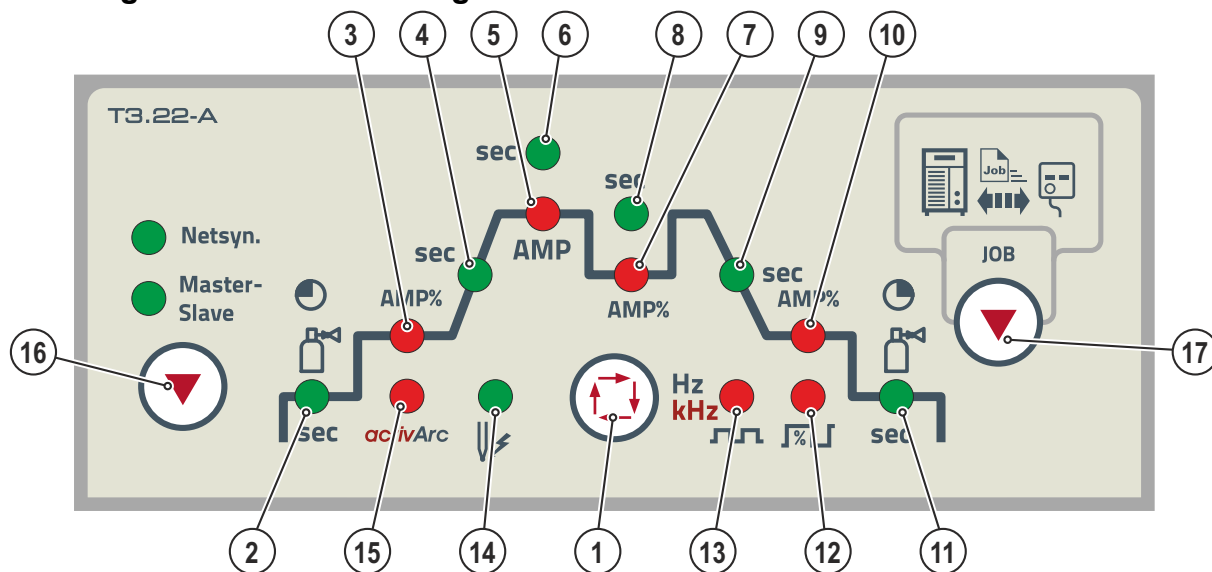 3 4 5 6 8 7 9 10
T3.22-A
sec
sec
Job
Netsyn.
sec
AMP
JOB
Master-
Slave
AMP%
AMP%
sec
AMP%
16
17
Hz
kHz
sec
activArc
%
sec
2 15 14 1 13 12 11